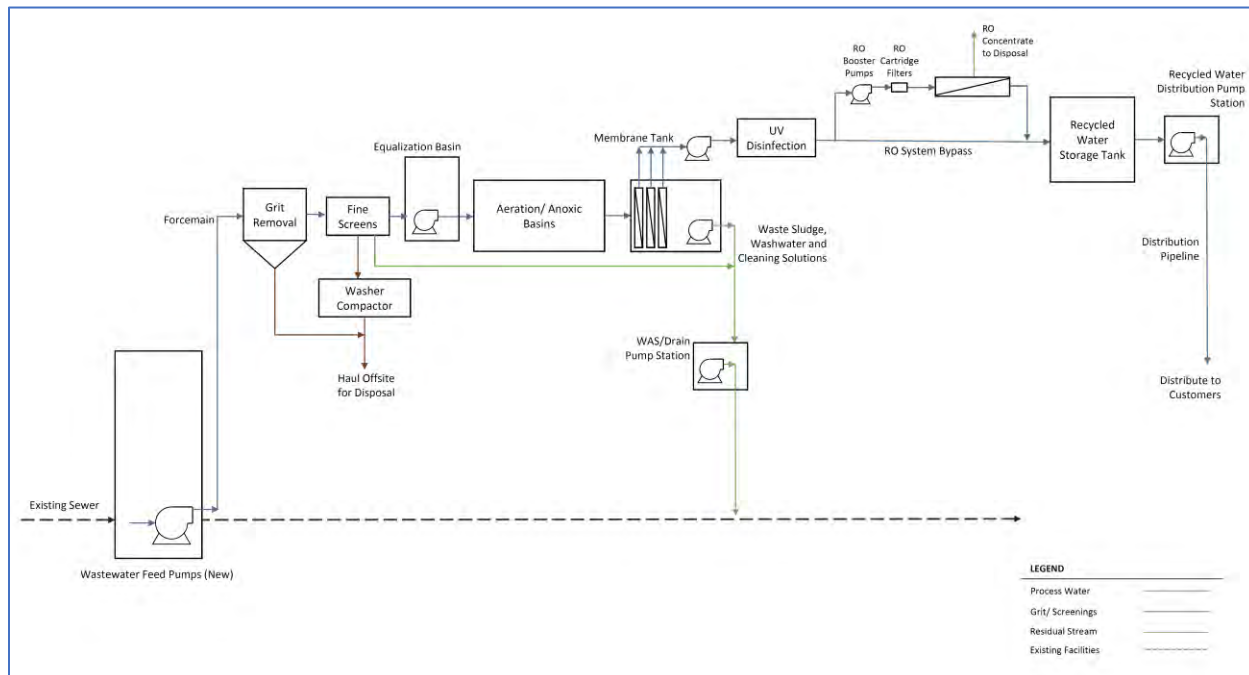 RO
Concentrate
to Disposal
RO
Booster
Pumps
RO
Cartridge
Filters
Recycled Water
Distribution Pump
Station
Membrane Tank
UV
Disinfection
RO System Bypass
Recycled
Water
Storage Tank
Equalization Basin
Forcemain
Grit
Removal
Fine
Screens
Aeration/ Anoxic
Basins
Waste Sludge,
Washwater and
Cleaning Solutions
Distribution
Pipeline
Washer
Compactor
WAS/Drain
Pump Station
Haul Offsite
for Disposal
Distribute to
Customers
Existing Sewer
Wastewater Feed Pumps (New)
LEGEND
Process Water
Grit/ Screenings
Residual Stream
Existing Facilities